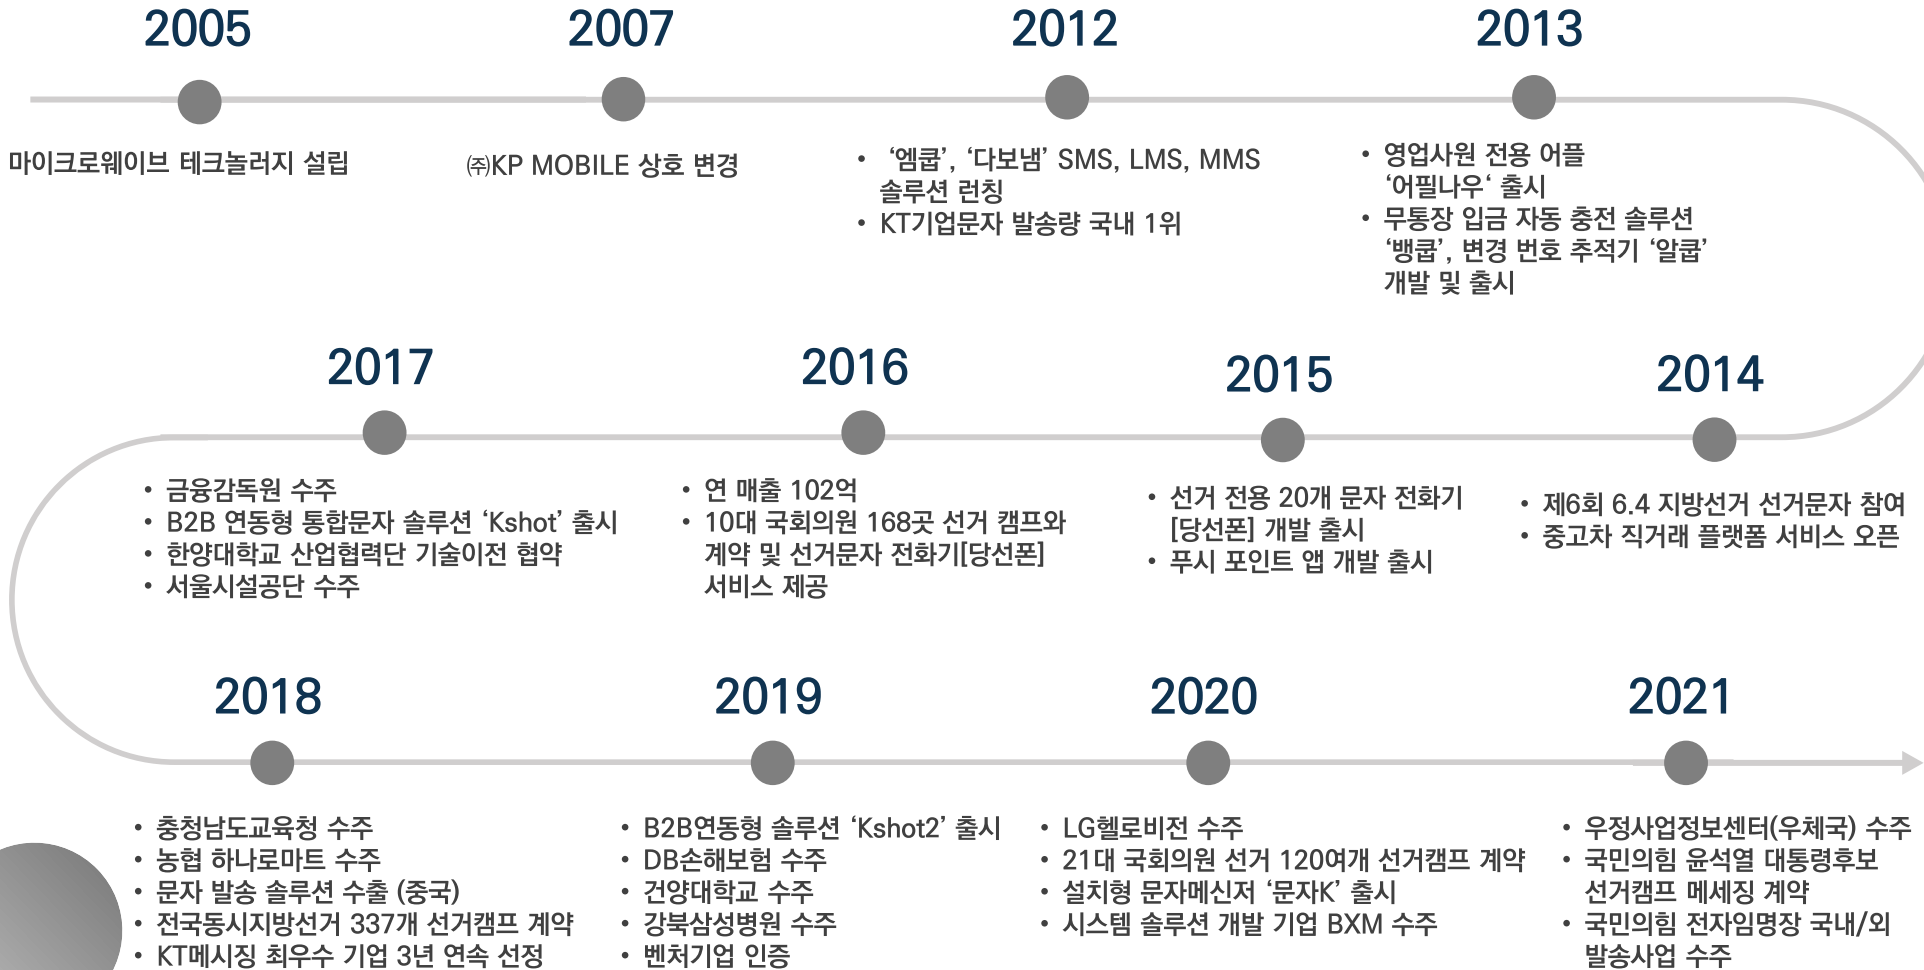 2005
마이크로웨이브 테크놀러지 설립
2007
㈜KP MOBILE 상호 변경
2012
• ‘엠쿱’, ‘다보냄’ SMS, LMS, MMS
솔루션 런칭
• KT기업문자 발송량 국내 1위
2013
• 영업사원 전용 어플
‘어필나우‘ 출시
• 무통장 입금 자동 충전 솔루션
‘뱅쿱’, 변경 번호 추적기 ‘알쿱’
개발 및 출시
2014
• 제6회 6.4 지방선거 선거문자 참여
• 중고차 직거래 플랫폼 서비스 오픈
2015
• 선거 전용 20개 문자 전화기
[당선폰] 개발 출시
• 푸시 포인트 앱 개발 출시
2016
• 연 매출 102억
• 10대 국회의원 168곳 선거 캠프와
계약 및 선거문자 전화기[당선폰]
서비스 제공
2017
• 금융감독원 수주
• B2B 연동형 통합문자 솔루션 ‘Kshot’ 출시
• 한양대학교 산업협력단 기술이전 협약
• 서울시설공단 수주
2018
• 충청남도교육청 수주
• 농협 하나로마트 수주
• 문자 발송 솔루션 수출 (중국)
• 전국동시지방선거 337개 선거캠프 계약
• KT메시징 최우수 기업 3년 연속 선정
2019
• B2B연동형 솔루션 ‘Kshot2’ 출시
• DB손해보험 수주
• 건양대학교 수주
• 강북삼성병원 수주
• 벤처기업 인증
2020
• LG헬로비전 수주
• 21대 국회의원 선거 120여개 선거캠프 계약
• 설치형 문자메신저 ‘문자K’ 출시
• 시스템 솔루션 개발 기업 BXM 수주
2021
• 우정사업정보센터(우체국) 수주
• 국민의힘 윤석열 대통령후보
선거캠프 메세징 계약
• 국민의힘 전자임명장 국내/외
발송사업 수주